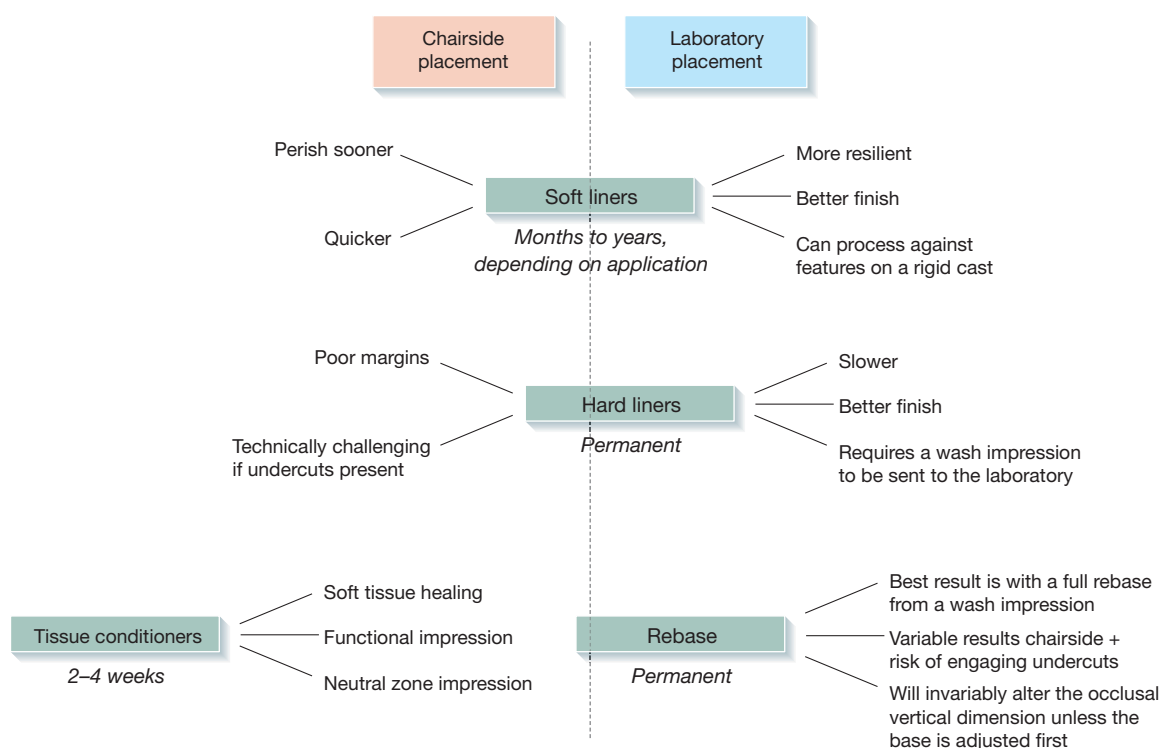 Chairside
placement
Laboratory
placement
Perish sooner
Quicker
Soft liners
Months to years,
depending on application
More resilient
Better finish
Can process against
features on a rigid cast
Poor margins
Technically challenging
if undercuts present
Hard liners
Permanent
Slower
Better finish
Requires a wash impression
to be sent to the laboratory
Tissue conditioners
2–4 weeks
Soft tissue healing
Functional impression
Neutral zone impression
Rebase
Permanent
Best result is with a full rebase
from a wash impression
Variable results chairside +
risk of engaging undercuts
Will invariably alter the occlusal
vertical dimension unless the
base is adjusted first